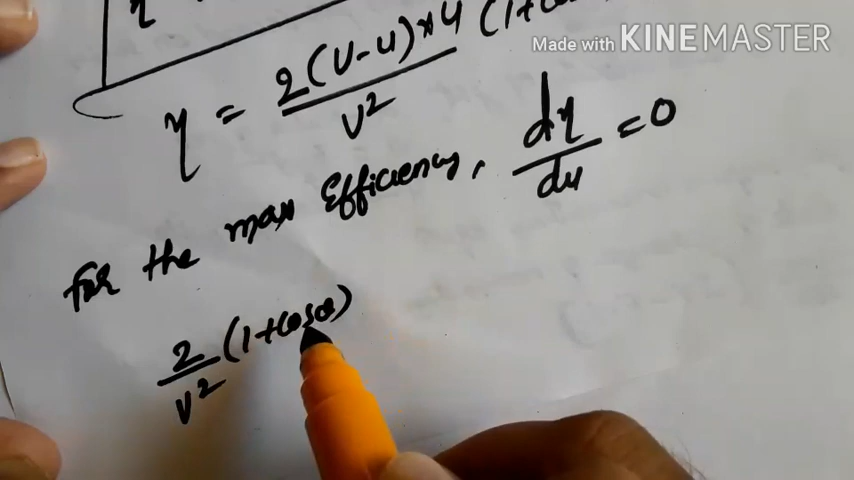 Made with KINEMASTER
η = 2(V-u)×u / V² (1+cos
For the max Efficiency, dη/du = 0
2/V² (1+cosθ)